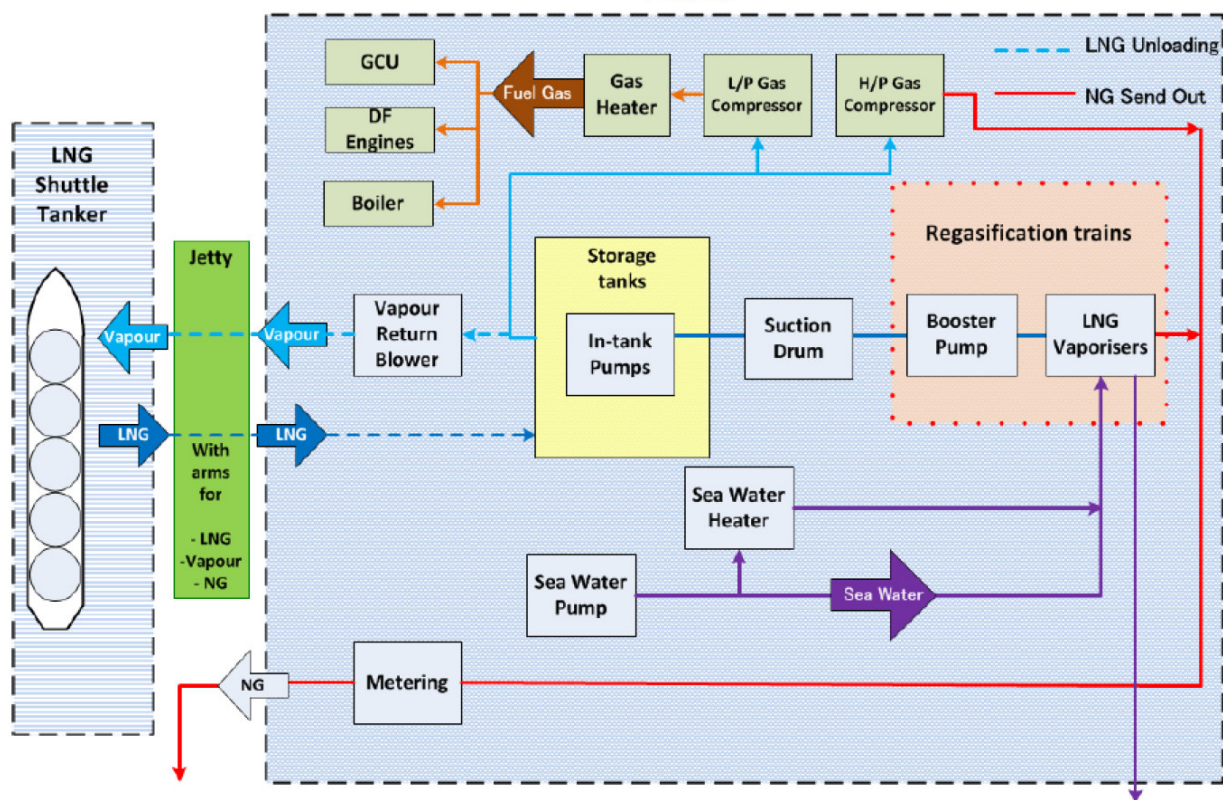 GCU
DF
Engines
Boiler
Fuel Gas
Gas
Heater
L/P Gas
Compressor
H/P Gas
Compressor
LNG Unloading
NG Send Out
LNG
Shuttle
Tanker
Jetty
With
arms
for
- LNG
-Vapour
- NG
Vapour
Vapour
Vapour
Return
Blower
LNG
LNG
Storage
tanks
In-tank
Pumps
Suction
Drum
Regasification trains
Booster
Pump
LNG
Vaporisers
Sea Water
Heater
Sea Water
Pump
Sea Water
NG
Metering